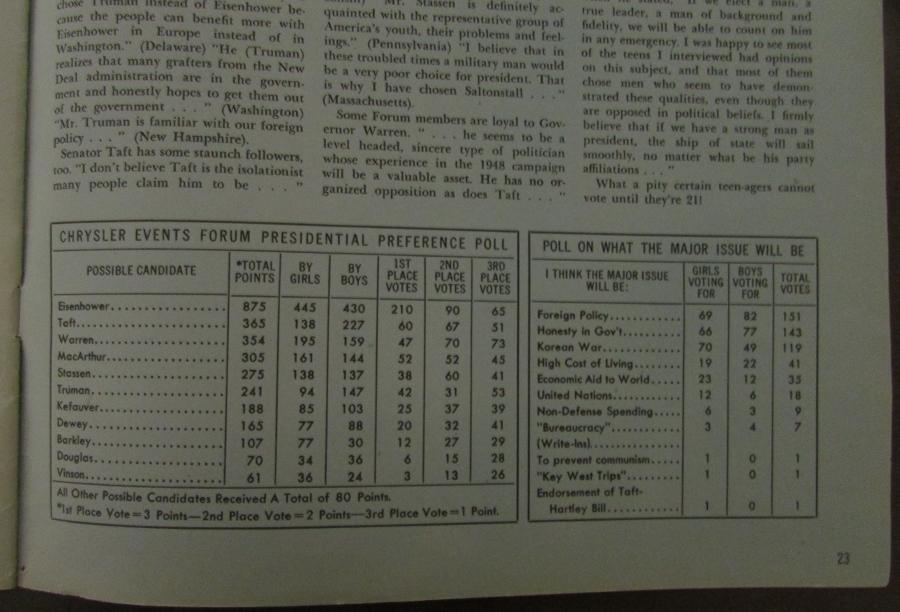 chose Truman instead of Eisenhower be-
cause the people can benefit more with
Eisenhower in Europe instead of in
Washington." (Delaware) "He (Truman)
realizes that many grafters from the New
Deal administration are in the govern-
ment and honestly hopes to get them out
of the government . . . " (Washington)
"Mr. Truman is familiar with our foreign
policy . . . " (New Hampshire).
Senator Taft has some staunch followers,
too. "I don't believe Taft is the isolationist
many people claim him to be . . . "
Mr. Stassen is definitely ac-
quainted with the representative group of
America's youth, their problems and feel-
ings." (Pennsylvania) "I believe that in
these troubled times a military man would
be a very poor choice for president. That
is why I have chosen Saltonstall . . . "
(Massachusetts).
Some Forum members are loyal to Gov-
ernor Warren. " . . . he seems to be a
level headed, sincere type of politician
whose experience in the 1948 campaign
will be a valuable asset. He has no or-
ganized opposition as does Taft . . . "
we elect a man, a
true leader, a man of background and
fidelity, we will be able to count on him
in any emergency. I was happy to see most
of the teens I interviewed had opinions
on this subject, and that most of them
chose men who seem to have demon-
strated these qualities, even though they
are opposed in political beliefs. I firmly
believe that if we have a strong man as
president, the ship of state will sail
smoothly, no matter what be his party
affiliations . . . "
What a pity certain teen-agers cannot
vote until they're 21!
CHRYSLER EVENTS FORUM PRESIDENTIAL PREFERENCE POLL
POSSIBLE CANDIDATE *TOTAL POINTS BY GIRLS BY BOYS 1ST PLACE VOTES 2ND PLACE VOTES 3RD PLACE VOTES
Eisenhower.................. 875 445 430 210 90 65
Taft....................... 365 138 227 60 67 51
Warren.................... 354 195 159 47 70 73
MacArthur.................. 305 161 144 52 52 45
Stassen.................... 275 138 137 38 60 41
Truman.................... 241 94 147 42 31 53
Kefauver................... 188 85 103 25 37 39
Dewey..................... 165 77 88 20 32 41
Barkley.................... 107 77 30 12 27 29
Douglas.................... 70 34 36 6 15 28
Vinson..................... 61 36 24 3 13 26
All Other Possible Candidates Received A Total of 80 Points.
*1st Place Vote=3 Points—2nd Place Vote=2 Points—3rd Place Vote=1 Point.
POLL ON WHAT THE MAJOR ISSUE WILL BE
I THINK THE MAJOR ISSUE WILL BE: GIRLS VOTING FOR BOYS VOTING FOR TOTAL VOTES
Foreign Policy............ 69 82 151
Honesty in Gov't.......... 66 77 143
Korean War.............. 70 49 119
High Cost of Living........ 19 22 41
Economic Aid to World..... 23 12 35
United Nations............ 12 6 18
Non-Defense Spending..... 6 3 9
"Bureaucracy"............ 3 4 7
(Write-Ins)...............
To prevent communism..... 1 0 1
"Key West Trips"......... 1 0 1
Endorsement of Taft-
Hartley Bill............ 1 0 1
23